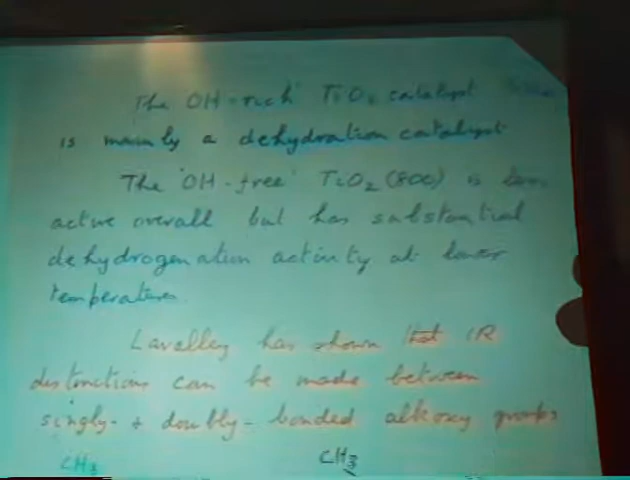 The 'OH-rich' TiO2 catalyst
is mainly a dehydration catalyst
The 'OH-free' TiO2 (800) is less
active overall but has substantial
dehydrogenation activity at lower
temperatures.
Lavalley has shown that IR
distinctions can be made between
singly- + doubly-bonded alkoxy groups
CH3 CH3